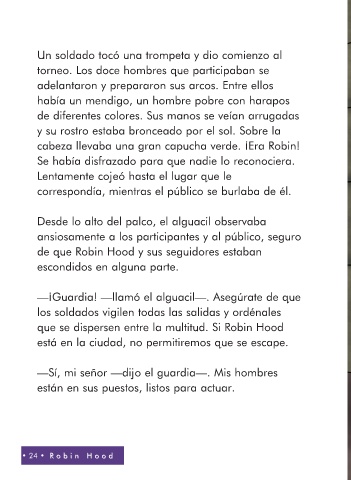 Un soldado tocó una trompeta y dio comienzo al
torneo. Los doce hombres que participaban se
adelantaron y prepararon sus arcos. Entre ellos
había un mendigo, un hombre pobre con harapos
de diferentes colores. Sus manos se veían arrugadas
y su rostro estaba bronceado por el sol. Sobre la
cabeza llevaba una gran capucha verde. ¡Era Robin!
Se había disfrazado para que nadie lo reconociera.
Lentamente cojeó hasta el lugar que le
correspondía, mientras el público se burlaba de él.
Desde lo alto del palco, el alguacil observaba
ansiosamente a los participantes y al público, seguro
de que Robin Hood y sus seguidores estaban
escondidos en alguna parte.
—¡Guardia! —llamó el alguacil—. Asegúrate de que
los soldados vigilen todas las salidas y ordénales
que se dispersen entre la multitud. Si Robin Hood
está en la ciudad, no permitiremos que se escape.
—Sí, mi señor —dijo el guardia—. Mis hombres
están en sus puestos, listos para actuar.
• 24 • Robin Hood